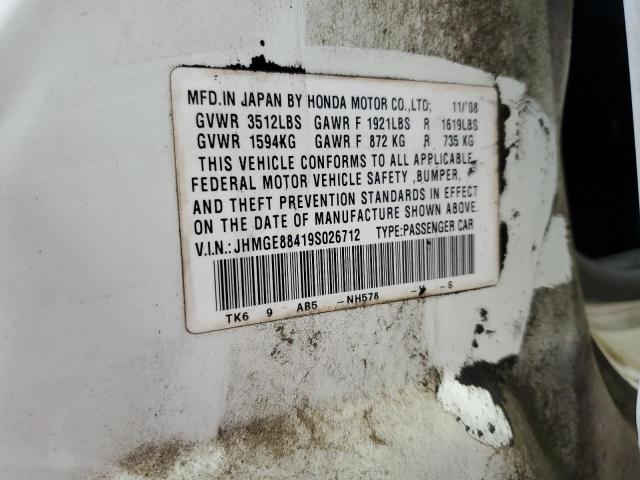 MFD.IN JAPAN BY HONDA MOTOR CO.,LTD; 11/'08
GVWR 3512LBS GAWR F 1921LBS R 1619LBS
GVWR 1594KG GAWR F 872 KG R 735 KG
THIS VEHICLE CONFORMS TO ALL APPLICABLE
FEDERAL MOTOR VEHICLE SAFETY ,BUMPER,
AND THEFT PREVENTION STANDARDS IN EFFECT
ON THE DATE OF MANUFACTURE SHOWN ABOVE.
V.I.N.:JHMGE88419S026712 TYPE:PASSENGER CAR
TK6 9 AB5 -NH578 - -S